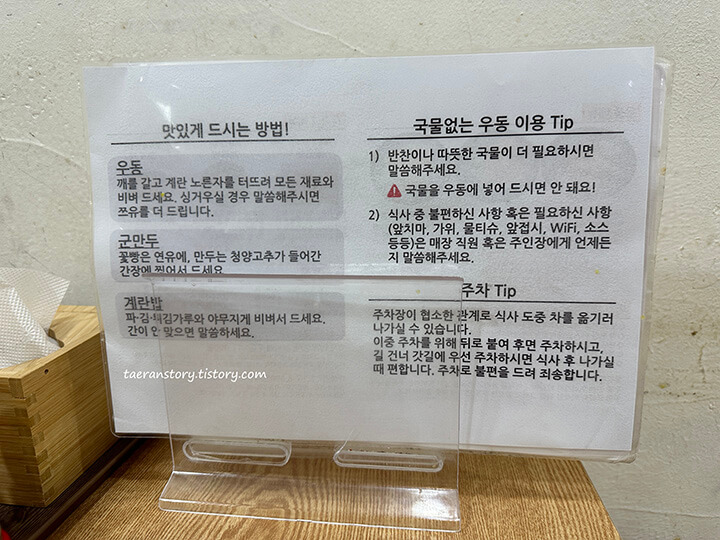 맛있게 드시는 방법!
우동
깨를 갈고 계란 노른자를 터뜨려 모든 재료와
비벼 드세요. 싱거우실 경우 말씀해주시면
쯔유를 더 드립니다.
군만두
꽃빵은 연유에, 만두는 청양고추가 들어간
간장에 찍어서 드세요
계란밥
파·김·튀김가루와 야무지게 비벼서 드세요.
간이 안 맞으면 말씀하세요.
국물없는 우동 이용 Tip
1) 반찬이나 따뜻한 국물이 더 필요하시면
말씀해주세요.
국물을 우동에 넣어 드시면 안 돼요!
2) 식사 중 불편하신 사항 혹은 필요하신 사항
(앞치마, 가위, 물티슈, 앞접시, WiFi, 소스
등등)은 매장 직원 혹은 주인장에게 언제든
지 말씀해주세요.
주차 Tip
주차장이 협소한 관계로 식사 도중 차를 옮기러
나가실 수 있습니다.
이중 주차를 위해 뒤로 붙여 후면 주차하시고,
길 건너 갓길에 우선 주차하시면 식사 후 나가실
때 편합니다. 주차로 불편을 드려 죄송합니다.
taeranstory.tistory.com